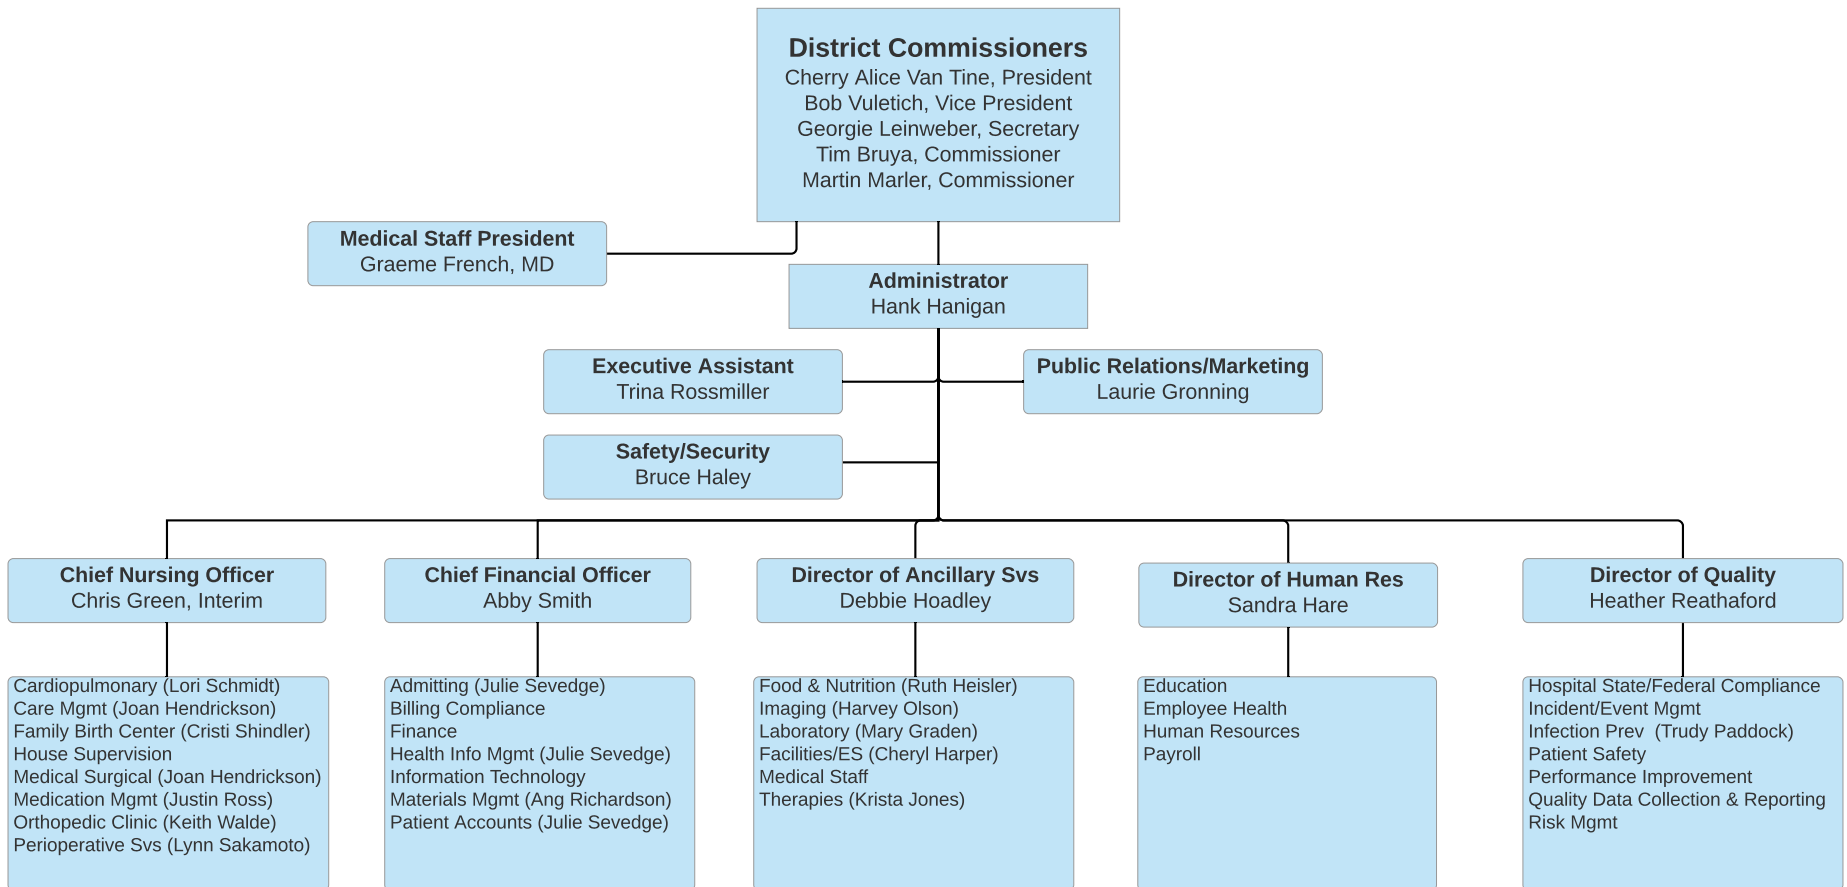 District Commissioners
Cherry Alice Van Tine, President
Bob Vuletich, Vice President
Georgie Leinweber, Secretary
Tim Bruya, Commissioner
Martin Marler, Commissioner
Medical Staff President
Graeme French, MD
Administrator
Hank Hanigan
Executive Assistant
Trina Rossmiller
Public Relations/Marketing
Laurie Gronning
Safety/Security
Bruce Haley
Chief Nursing Officer
Chris Green, Interim
Chief Financial Officer
Abby Smith
Director of Ancillary Svs
Debbie Hoadley
Director of Human Res
Sandra Hare
Director of Quality
Heather Reathaford
Cardiopulmonary (Lori Schmidt)
Care Mgmt (Joan Hendrickson)
Family Birth Center (Cristi Shindler)
House Supervision
Medical Surgical (Joan Hendrickson)
Medication Mgmt (Justin Ross)
Orthopedic Clinic (Keith Walde)
Perioperative Svs (Lynn Sakamoto)
Admitting (Julie Sevedge)
Billing Compliance
Finance
Health Info Mgmt (Julie Sevedge)
Information Technology
Materials Mgmt (Ang Richardson)
Patient Accounts (Julie Sevedge)
Food & Nutrition (Ruth Heisler)
Imaging (Harvey Olson)
Laboratory (Mary Graden)
Facilities/ES (Cheryl Harper)
Medical Staff
Therapies (Krista Jones)
Education
Employee Health
Human Resources
Payroll
Hospital State/Federal Compliance
Incident/Event Mgmt
Infection Prev  (Trudy Paddock)
Patient Safety
Performance Improvement
Quality Data Collection & Reporting
Risk Mgmt